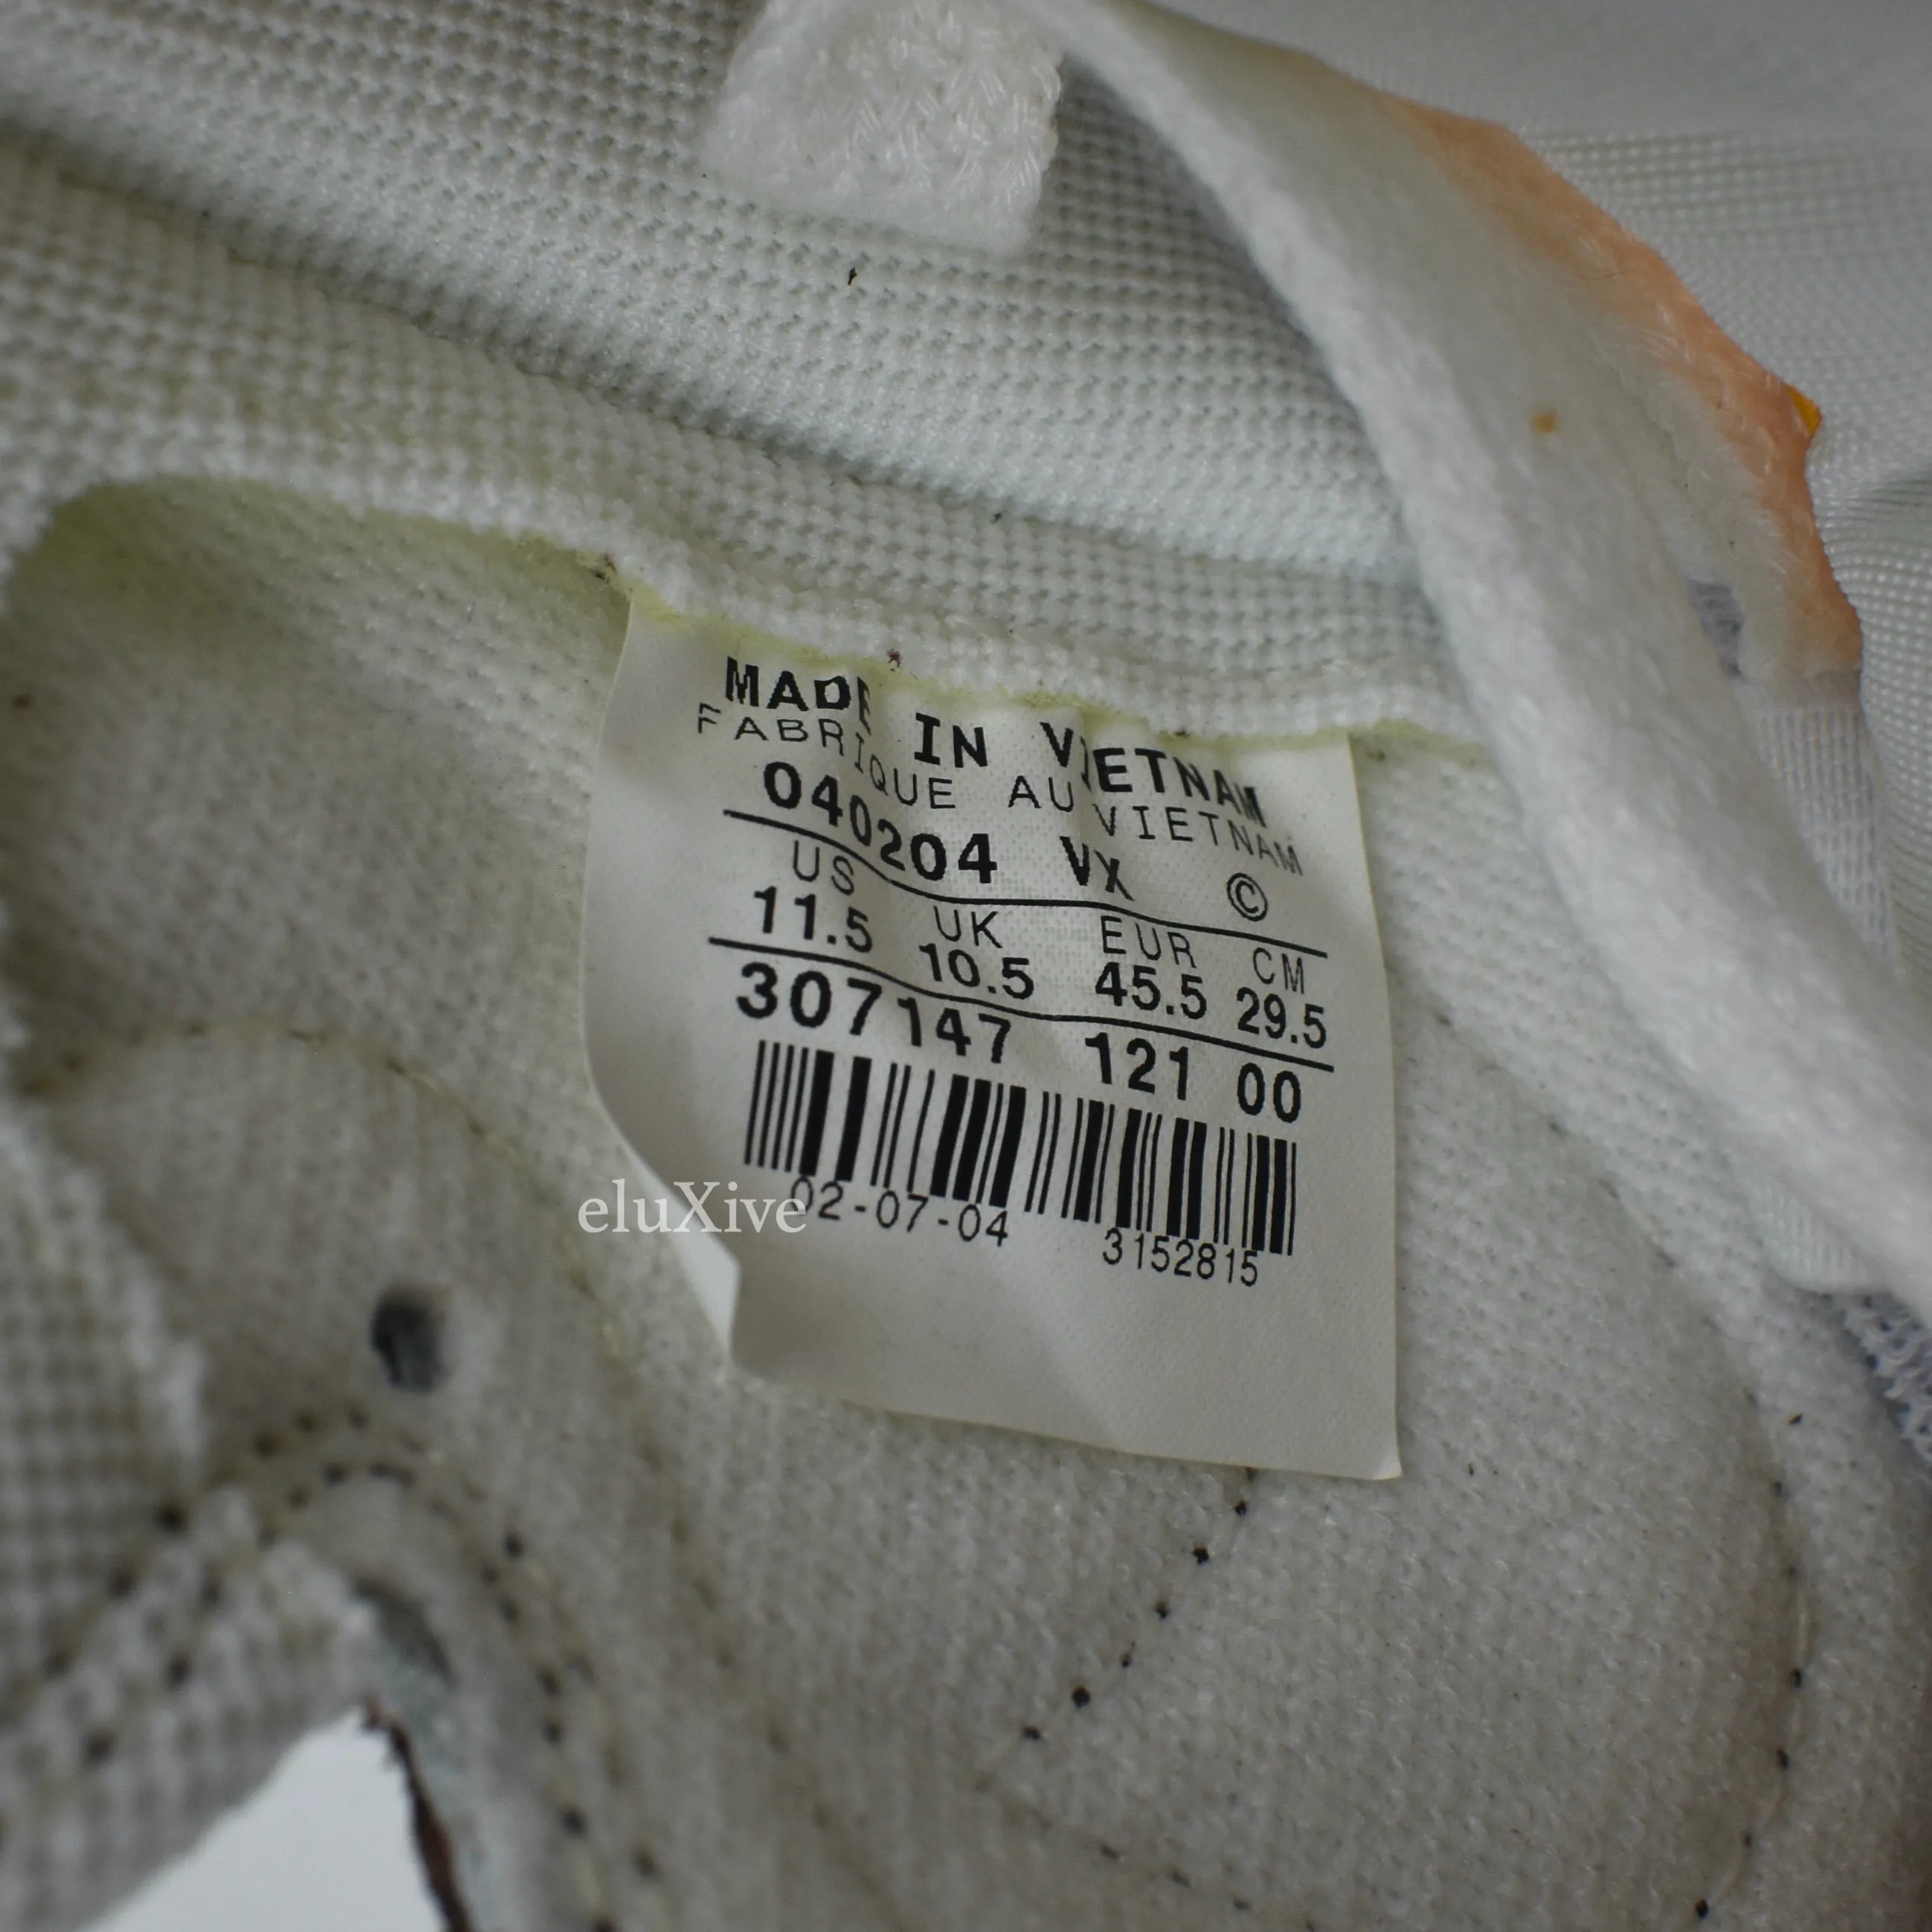 MADE IN VIETNAM
FABRIQUE AU VIETNAM
040204 VX ©
US UK EUR CM
11.5 10.5 45.5 29.5
307147 121 00
02-07-04 3152815
eluXive